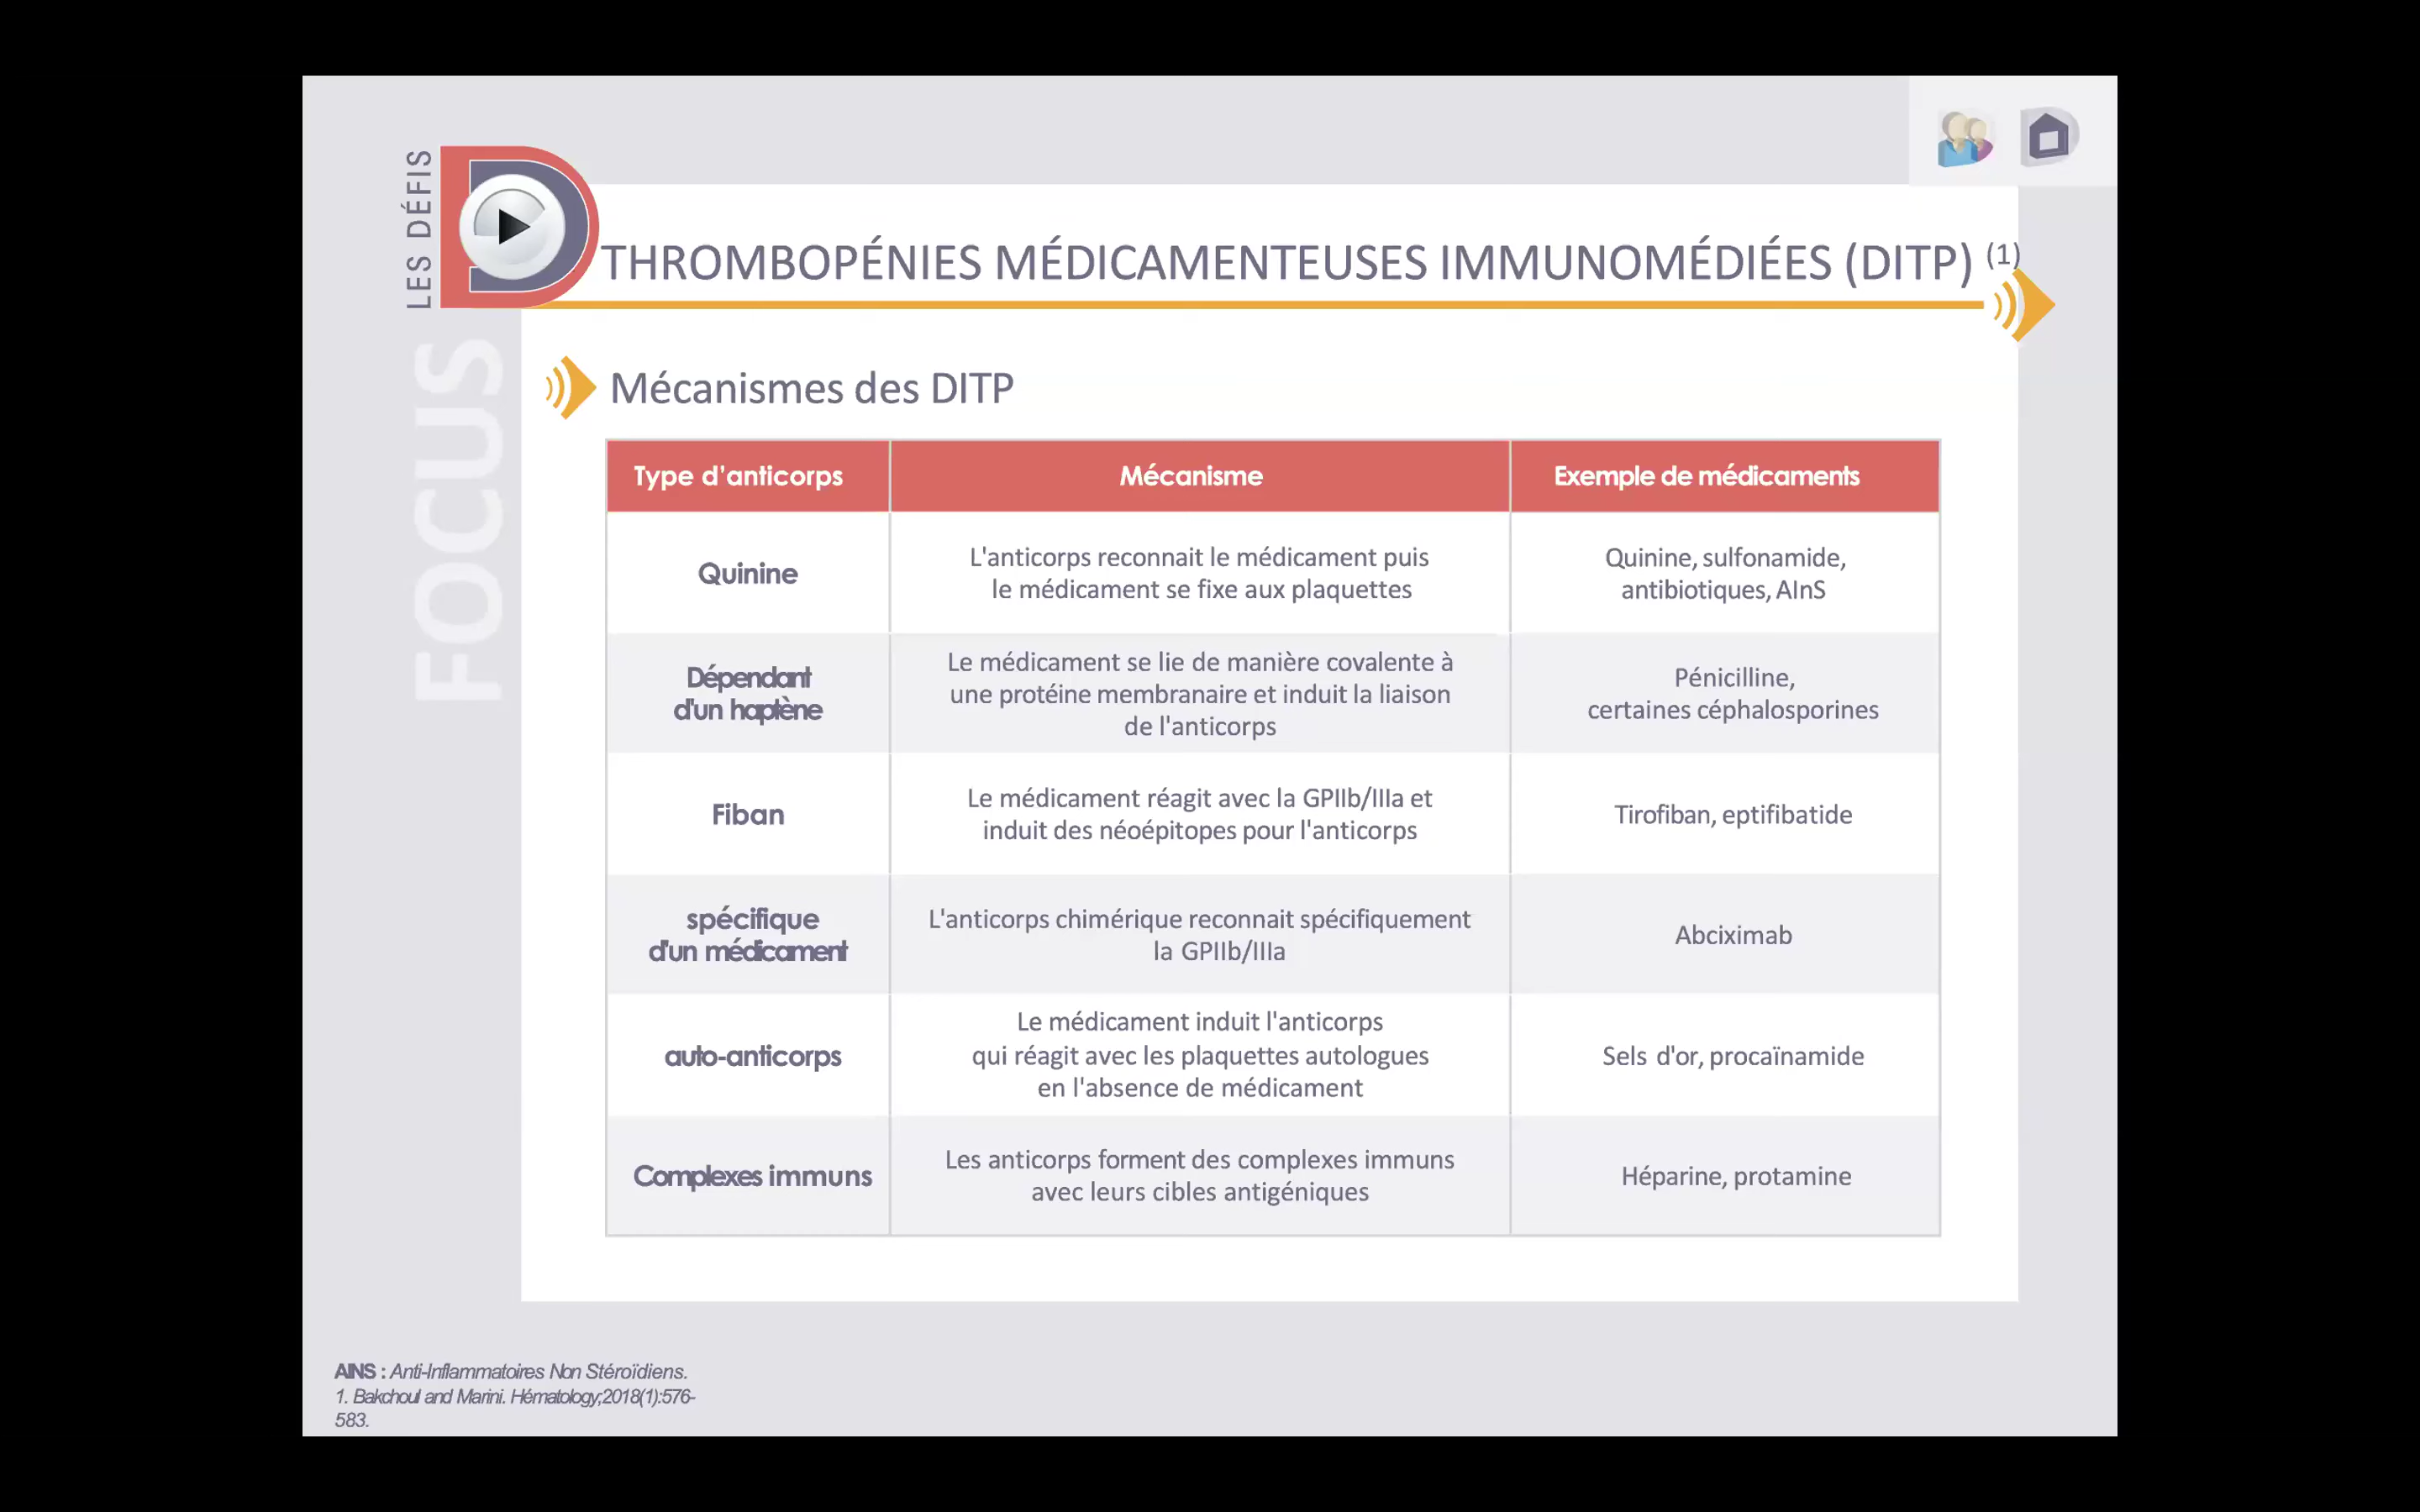 LES DÉFIS
FOCUS
THROMBOPÉNIES MÉDICAMENTEUSES IMMUNOMÉDIÉES (DITP) (1)
Mécanismes des DITP
Type d'anticorps
Mécanisme
Exemple de médicaments
Quinine
L'anticorps reconnait le médicament puis
le médicament se fixe aux plaquettes
Quinine, sulfonamide,
antibiotiques, AInS
Dépendant
d'un haptène
Le médicament se lie de manière covalente à
une protéine membranaire et induit la liaison
de l'anticorps
Pénicilline,
certaines céphalosporines
Fiban
Le médicament réagit avec la GPIIb/IIIa et
induit des néoépitopes pour l'anticorps
Tirofiban, eptifibatide
spécifique
d'un médicament
L'anticorps chimérique reconnait spécifiquement
la GPIIb/IIIa
Abciximab
auto-anticorps
Le médicament induit l'anticorps
qui réagit avec les plaquettes autologues
en l'absence de médicament
Sels d'or, procaïnamide
Complexes immuns
Les anticorps forment des complexes immuns
avec leurs cibles antigéniques
Héparine, protamine
AINS : Anti-Inflammatoires Non Stéroïdiens.
1. Bakchoul and Marini. Hématology;2018(1):576-
583.